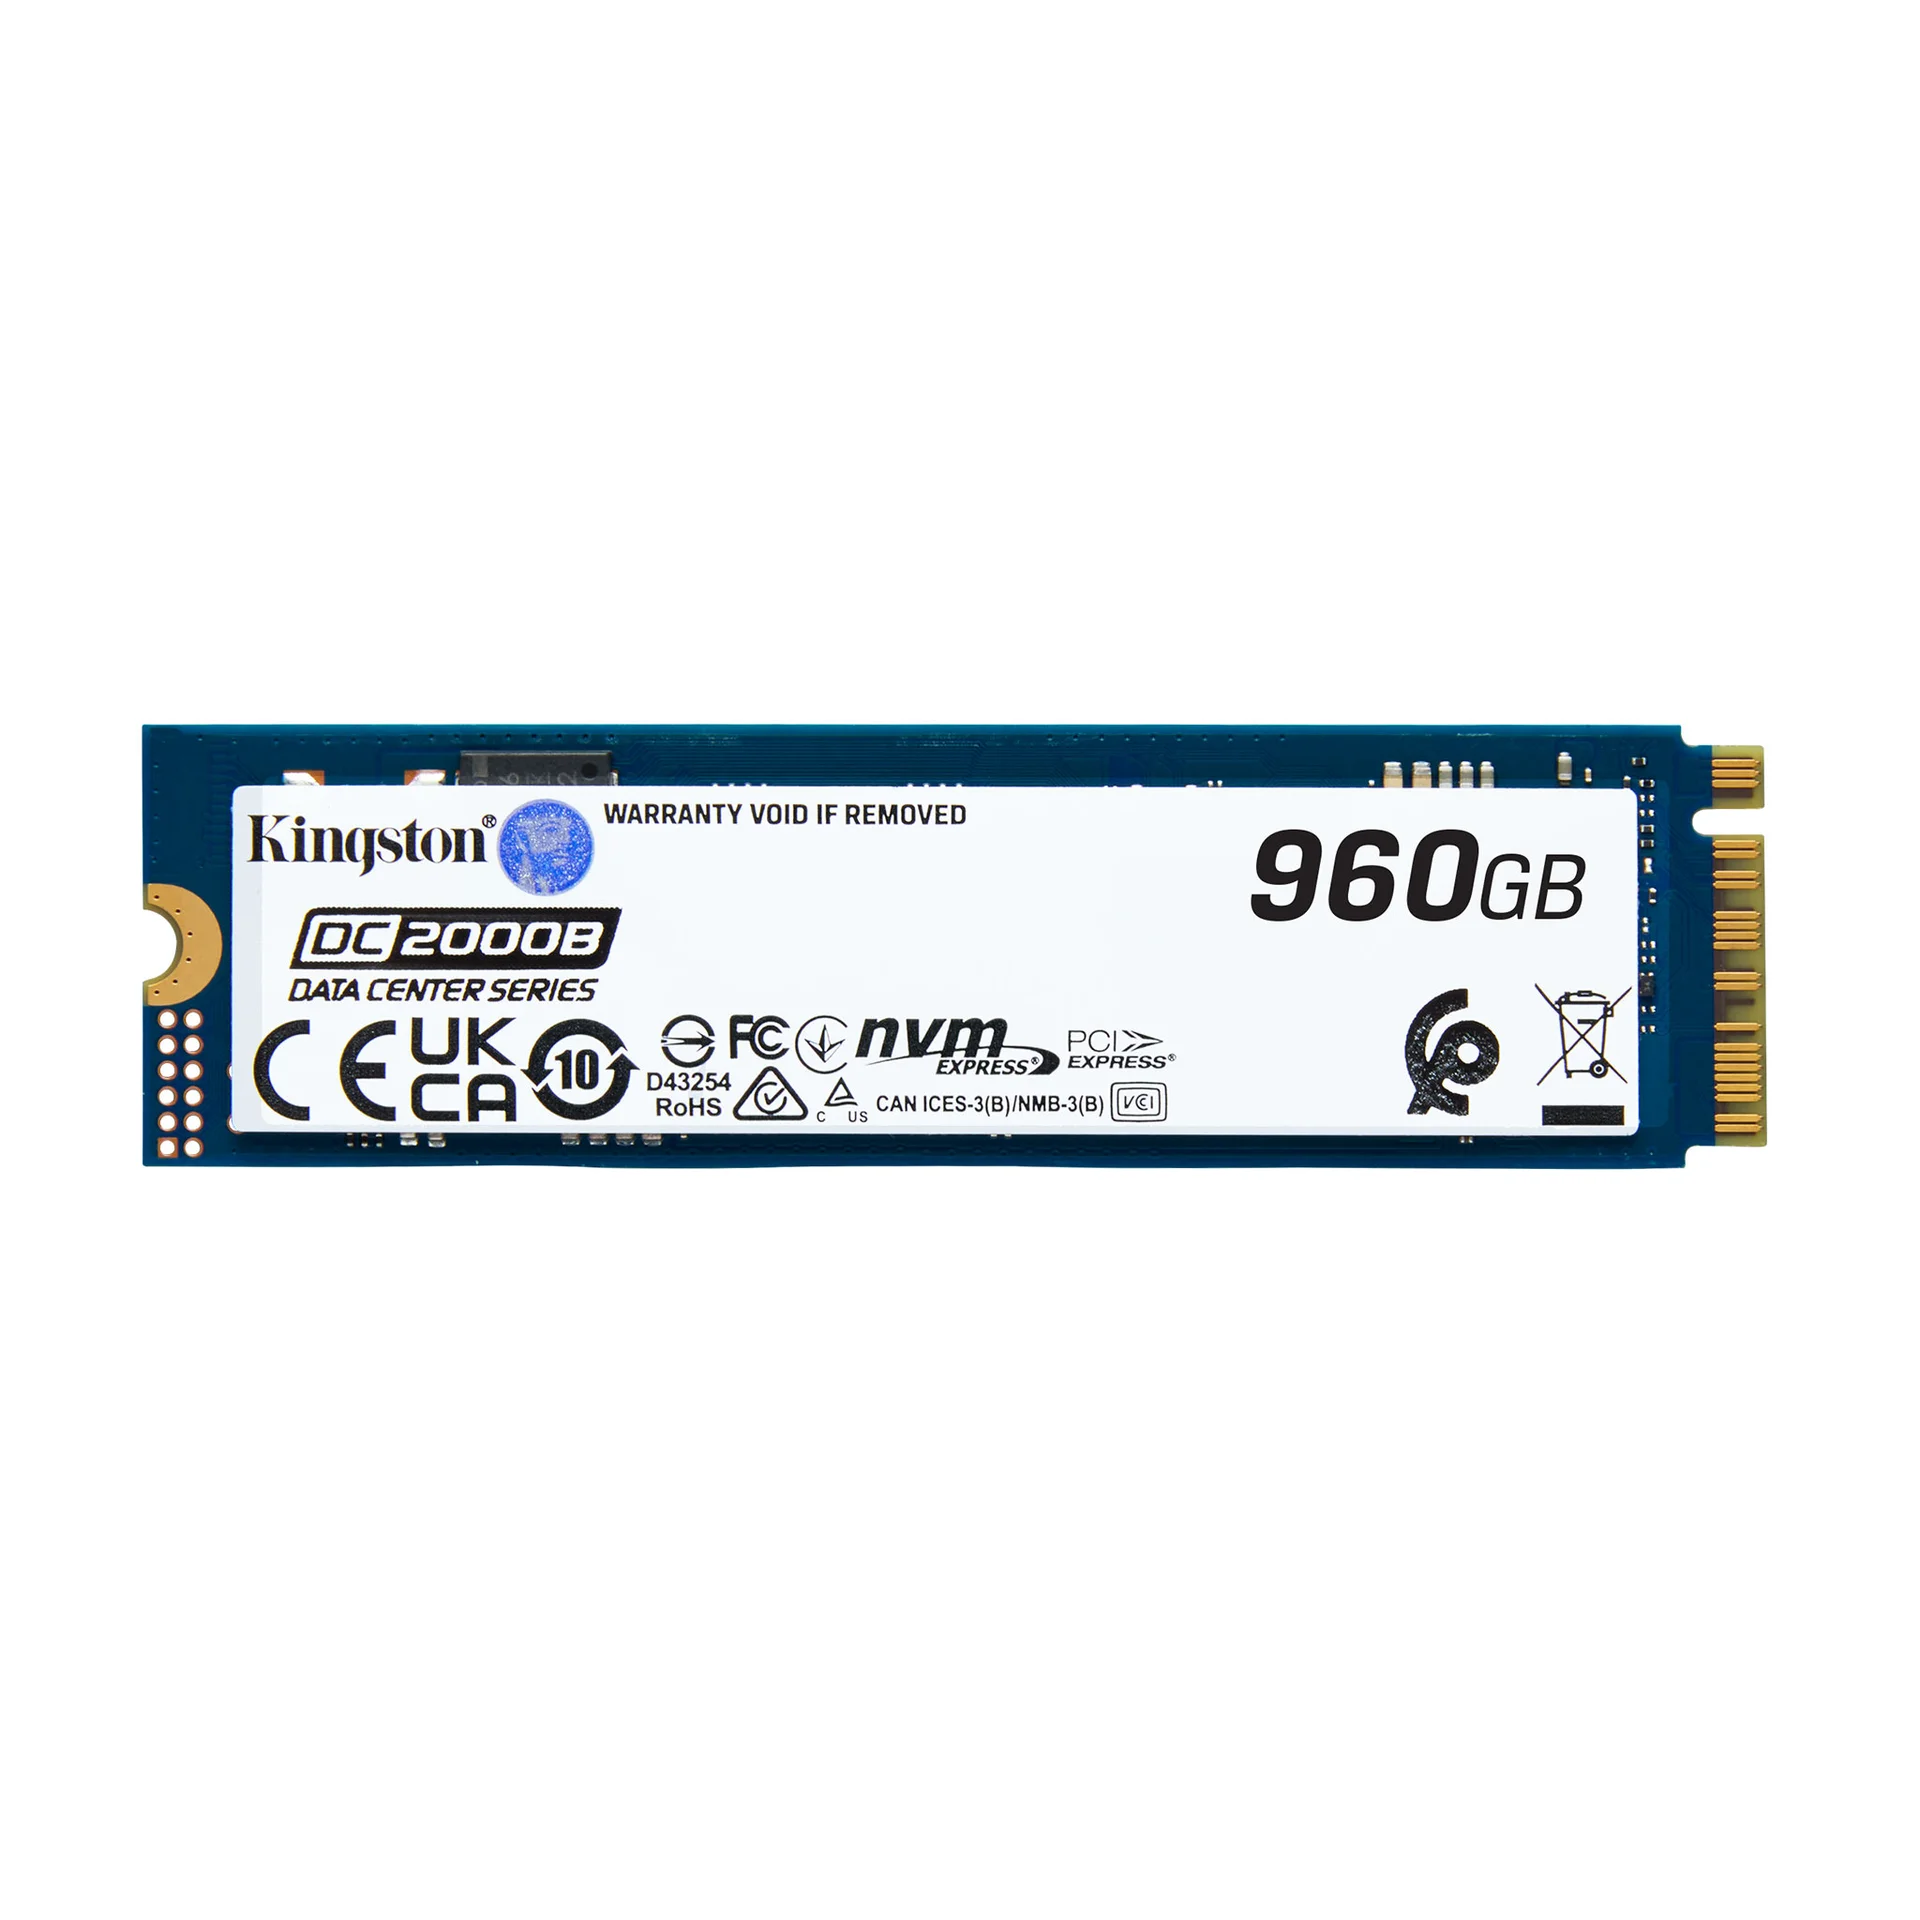 Kingston®
WARRANTY VOID IF REMOVED
960GB
DC2000B
DATA CENTER SERIES
CE
UK
CA
10
D43254
RoHS
FC
nvm
EXPRESS®
PCI
EXPRESS®
C US
CAN ICES-3(B)/NMB-3(B)
VCI